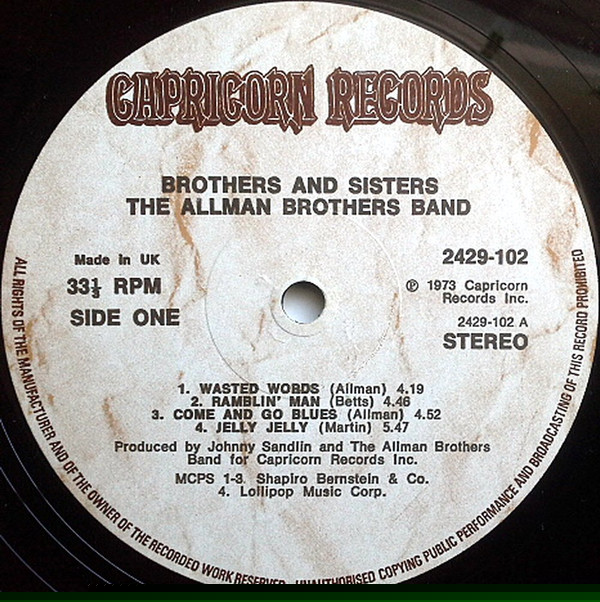 CAPRICORN RECORDS
BROTHERS AND SISTERS
THE ALLMAN BROTHERS BAND
Made in UK
33⅓ RPM
SIDE ONE
2429-102
℗ 1973 Capricorn
Records Inc.
2429-102 A
STEREO
1. WASTED WORDS (Allman) 4.19
2. RAMBLIN' MAN (Betts) 4.46
3. COME AND GO BLUES (Allman) 4.52
4. JELLY JELLY (Martin) 5.47
Produced by Johnny Sandlin and The Allman Brothers
Band for Capricorn Records Inc.
MCPS 1-3. Shapiro Bernstein & Co.
4. Lollipop Music Corp.
ALL RIGHTS OF THE MANUFACTURER AND OF THE OWNER OF THE RECORDED WORK RESERVED UNAUTHORISED COPYING PUBLIC PERFORMANCE AND BROADCASTING OF THIS RECORD PROHIBITED